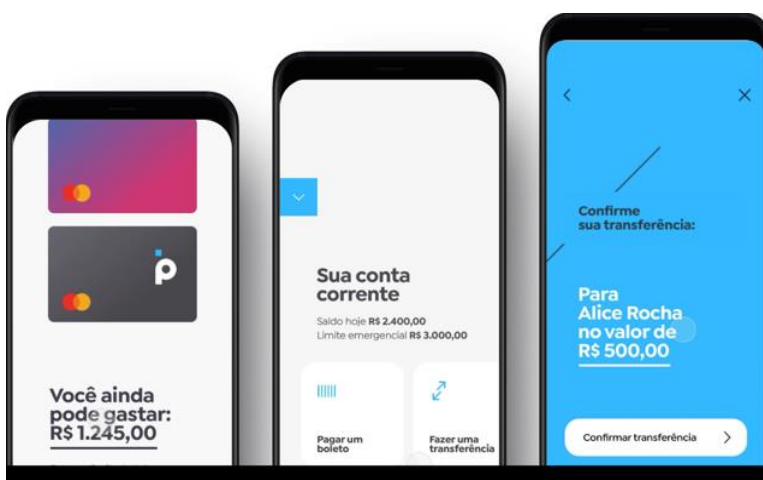 Você ainda
pode gastar:
R$ 1.245,00
Sua conta
corrente
Saldo hoje R$ 2.400,00
Limite emergencial R$ 3.000,00
Pagar um
boleto
Fazer uma
transferência
Confirme
sua transferência:
Para
Alice Rocha
no valor de
R$ 500,00
Confirmar transferência